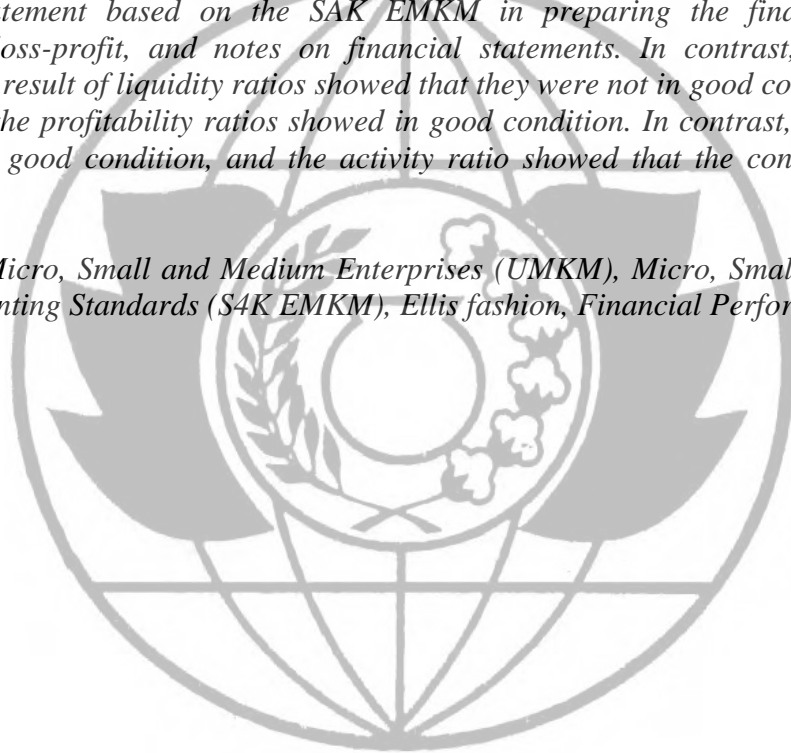 tement based on the SAK EMKM in preparing the fina
loss-profit, and notes on financial statements. In contrast,
result of liquidity ratios showed that they were not in good co
he profitability ratios showed in good condition. In contrast,
good condition, and the activity ratio showed that the con
Micro, Small and Medium Enterprises (UMKM), Micro, Smal
nting Standards (S4K EMKM), Ellis fashion, Financial Perfor